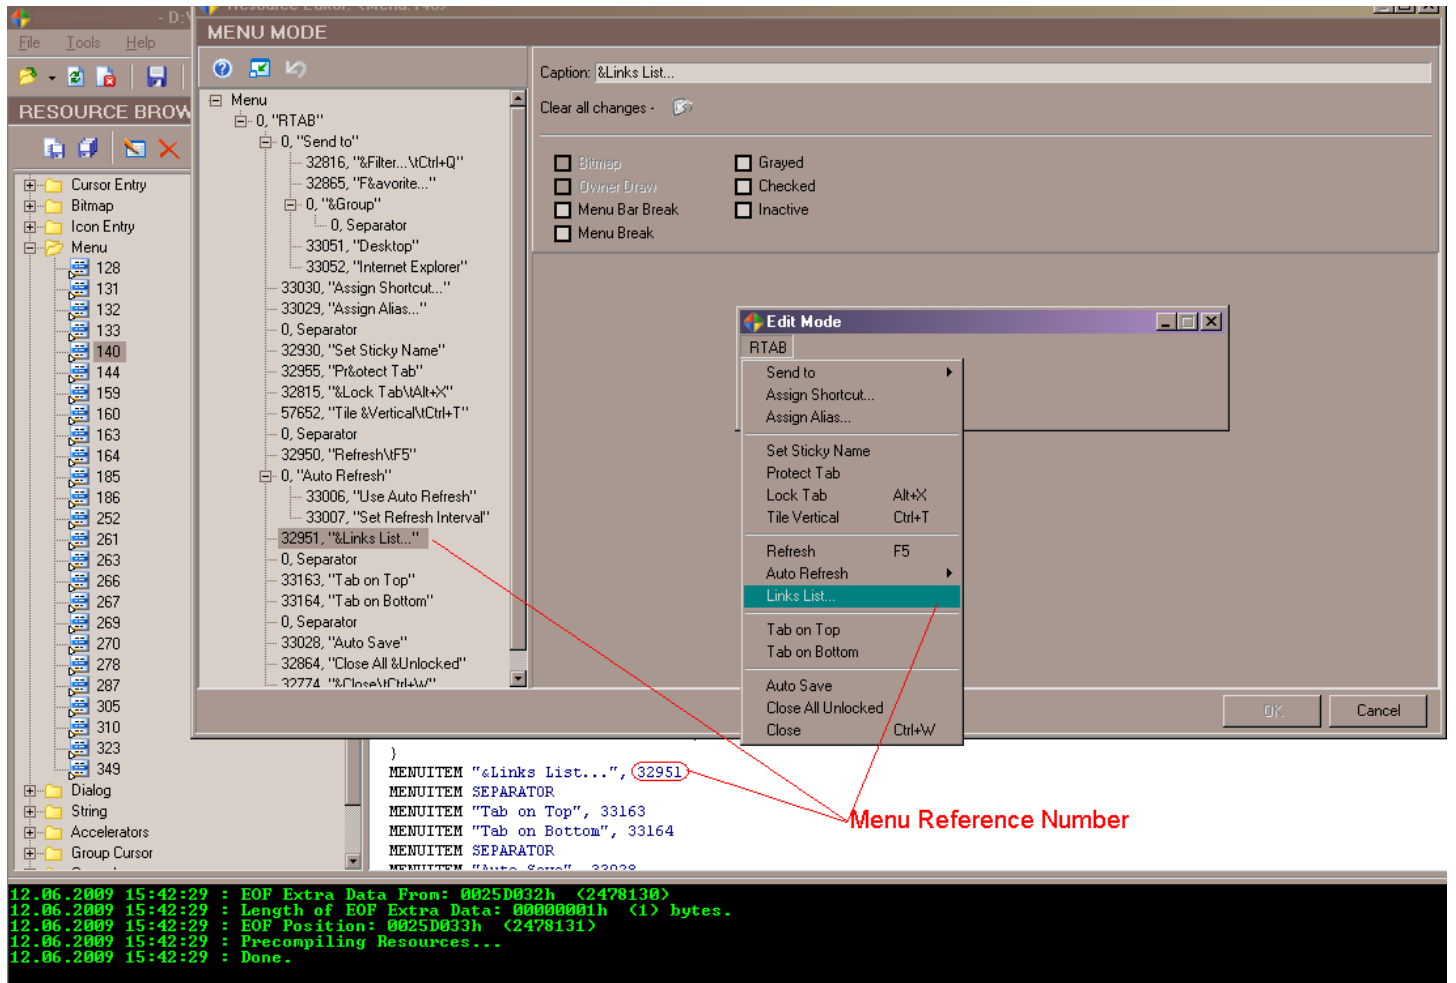 - D:\
Resource Editor: <Menu:140>
File Tools Help
MENU MODE
RESOURCE BROW
Caption: &Links List...
Clear all changes -
Bitmap
Owner Draw
Menu Bar Break
Menu Break
Grayed
Checked
Inactive
Menu
0, "RTAB"
0, "Send to"
32816, "&Filter...\tCtrl+Q"
32865, "F&avorite..."
0, "&Group"
0, Separator
33051, "Desktop"
33052, "Internet Explorer"
33030, "Assign Shortcut..."
33029, "Assign Alias..."
0, Separator
32930, "Set Sticky Name"
32955, "Pr&otect Tab"
32815, "&Lock Tab\tAlt+X"
57652, "Tile &Vertical\tCtrl+T"
0, Separator
32950, "Refresh\tF5"
0, "Auto Refresh"
33006, "Use Auto Refresh"
33007, "Set Refresh Interval"
32951, "&Links List..."
0, Separator
33163, "Tab on Top"
33164, "Tab on Bottom"
0, Separator
33028, "Auto Save"
32864, "Close All &Unlocked"
32774, "&Close\tCtrl+W"
Cursor Entry
Bitmap
Icon Entry
Menu
128
131
132
133
140
144
159
160
163
164
185
186
252
261
263
266
267
269
270
278
287
305
310
323
349
Dialog
String
Accelerators
Group Cursor
Edit Mode
RTAB
Send to
Assign Shortcut...
Assign Alias...
Set Sticky Name
Protect Tab
Lock Tab Alt+X
Tile Vertical Ctrl+T
Refresh F5
Auto Refresh
Links List...
Tab on Top
Tab on Bottom
Auto Save
Close All Unlocked
Close Ctrl+W
OK
Cancel
}
MENUITEM "&Links List...", 32951
MENUITEM SEPARATOR
MENUITEM "Tab on Top", 33163
MENUITEM "Tab on Bottom", 33164
MENUITEM SEPARATOR
MENUITEM "Auto Save", 33028
Menu Reference Number
12.06.2009 15:42:29 : EOF Extra Data From: 0025D032h (2478130)
12.06.2009 15:42:29 : Length of EOF Extra Data: 00000001h (1) bytes.
12.06.2009 15:42:29 : EOF Position: 0025D033h (2478131)
12.06.2009 15:42:29 : Precompiling Resources...
12.06.2009 15:42:29 : Done.